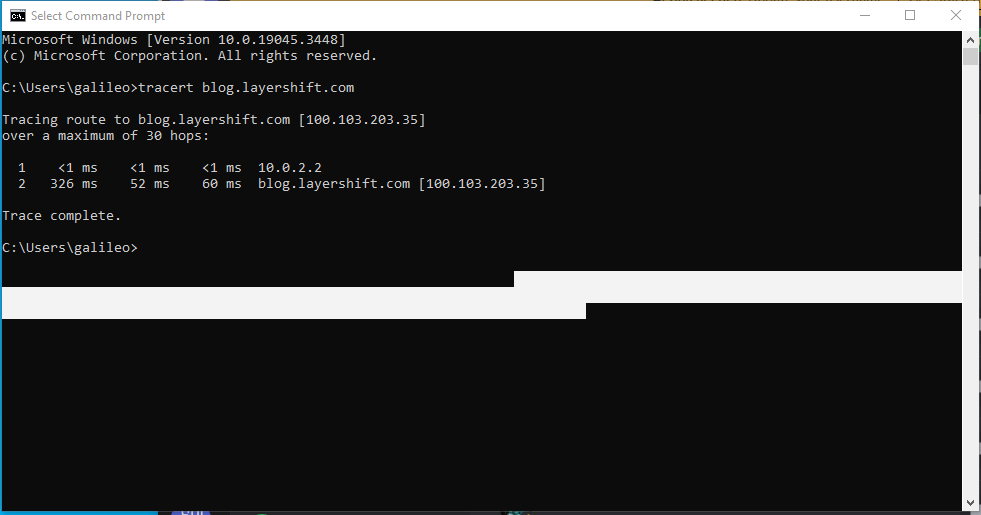 Select Command Prompt
Microsoft Windows [Version 10.0.19045.3448]
(c) Microsoft Corporation. All rights reserved.
C:\Users\galileo>tracert blog.layershift.com
Tracing route to blog.layershift.com [100.103.203.35]
over a maximum of 30 hops:
1 <1 ms <1 ms <1 ms 10.0.2.2
2 326 ms 52 ms 60 ms blog.layershift.com [100.103.203.35]
Trace complete.
C:\Users\galileo>